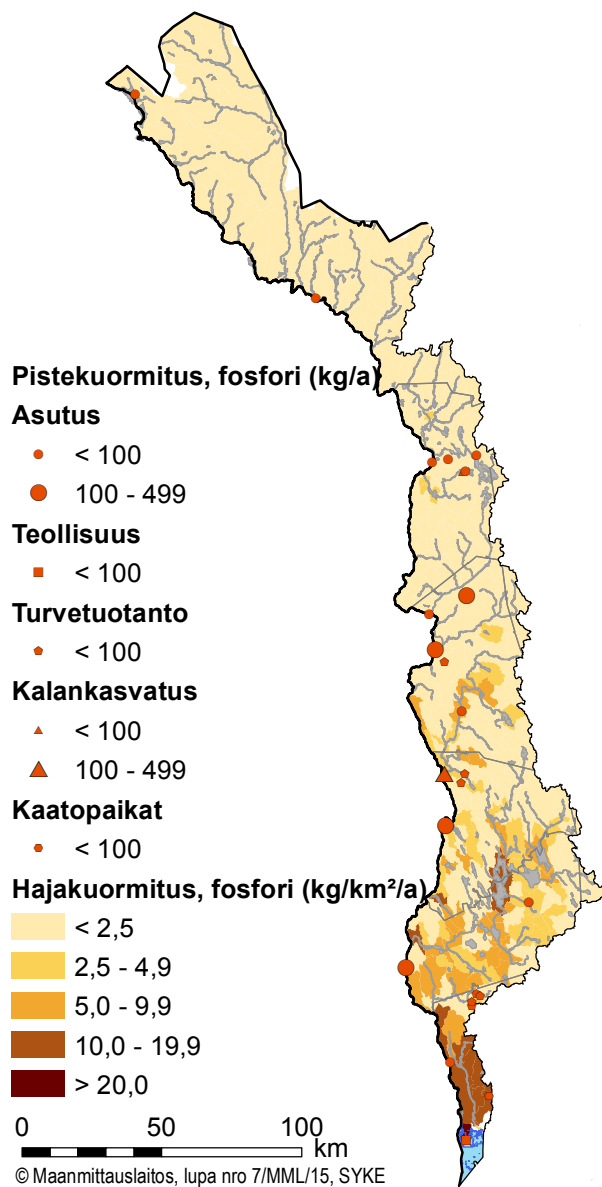 Pistekuormitus, fosfori (kg/a)
Asutus
< 100
100 - 499
Teollisuus
< 100
Turvetuotanto
< 100
Kalankasvatus
< 100
100 - 499
Kaatopaikat
< 100
Hajakuormitus, fosfori (kg/km²/a)
< 2,5
2,5 - 4,9
5,0 - 9,9
10,0 - 19,9
> 20,0
0 50 100
km
© Maanmittauslaitos, lupa nro 7/MML/15, SYKE